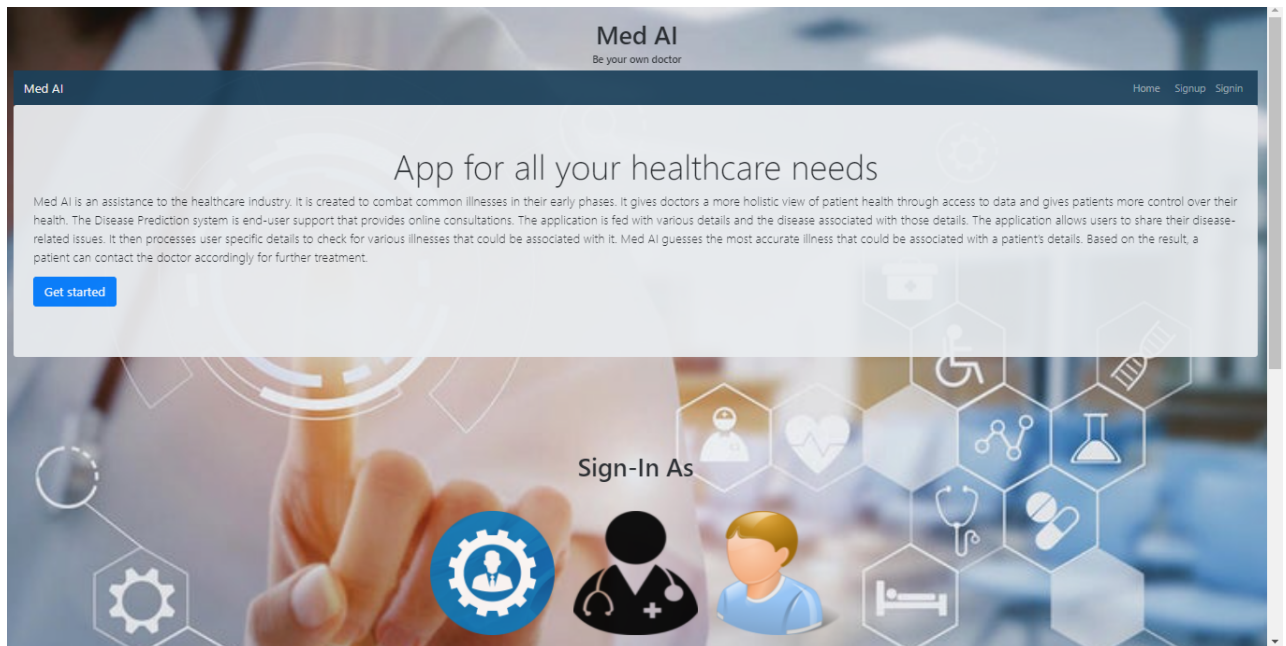 Med AI
Be your own doctor
Med AI
Home Signup Signin
App for all your healthcare needs
Med AI is an assistance to the healthcare industry. It is created to combat common illnesses in their early phases. It gives doctors a more holistic view of patient health through access to data and gives patients more control over their
health. The Disease Prediction system is end-user support that provides online consultations. The application is fed with various details and the disease associated with those details. The application allows users to share their disease-
related issues. It then processes user specific details to check for various illnesses that could be associated with it. Med AI guesses the most accurate illness that could be associated with a patient's details. Based on the result, a
patient can contact the doctor accordingly for further treatment.
Get started
Sign-In As